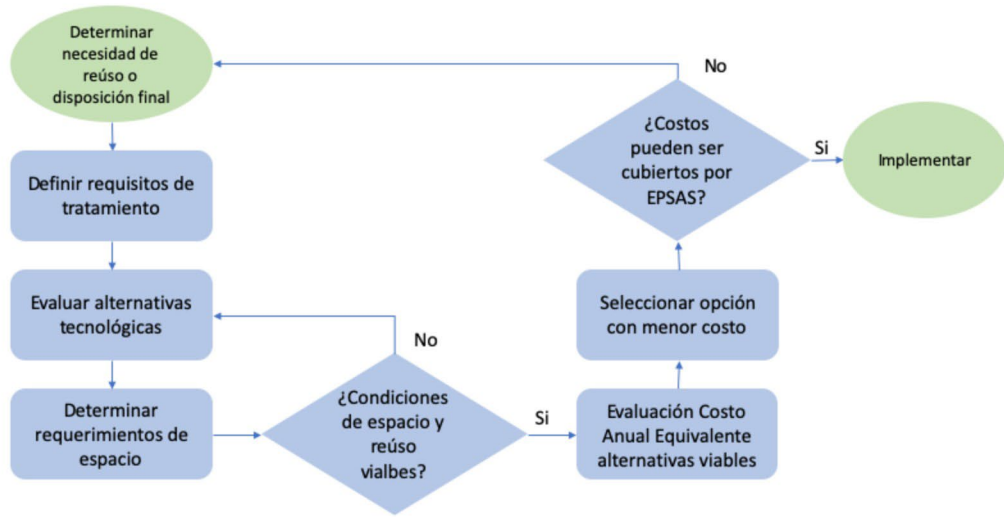 Determinar
necesidad de
reúso o
disposición final
Definir requisitos de
tratamiento
Evaluar alternativas
tecnológicas
Determinar
requerimientos de
espacio
¿Condiciones
de espacio y
reúso
vialbes?
No
Si
Evaluación Costo
Anual Equivalente
alternativas viables
Seleccionar opción
con menor costo
¿Costos
pueden ser
cubiertos por
EPSAS?
No
Si
Implementar